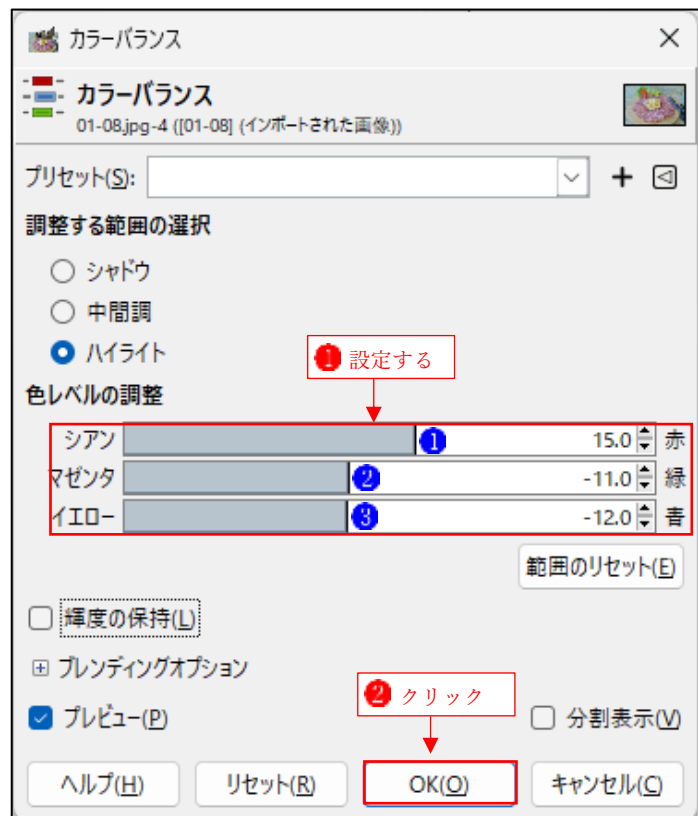 カラーバランス
カラーバランス
01-08.jpg-4 ([01-08] (インポートされた画像))
プリセット(S):
調整する範囲の選択
シャドウ
中間調
ハイライト
❶ 設定する
色レベルの調整
シアン ❶ 15.0 赤
マゼンタ ❷ -11.0 緑
イエロー ❸ -12.0 青
範囲のリセット(E)
輝度の保持(L)
ブレンディングオプション
❷ クリック
プレビュー(P) 分割表示(V)
ヘルプ(H) リセット(R) OK(O) キャンセル(C)